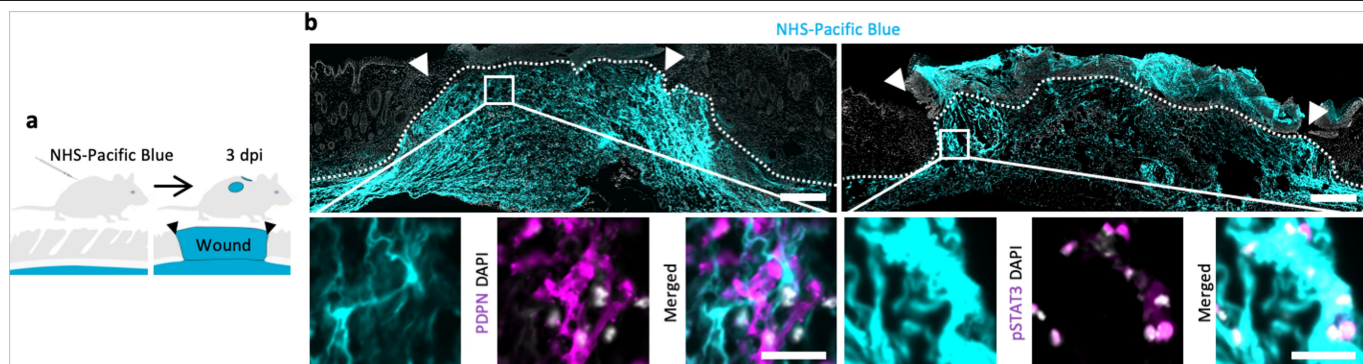 a
NHS-Pacific Blue
3 dpi
Wound
b
NHS-Pacific Blue
PDPN DAPI
Merged
pSTAT3 DAPI
Merged